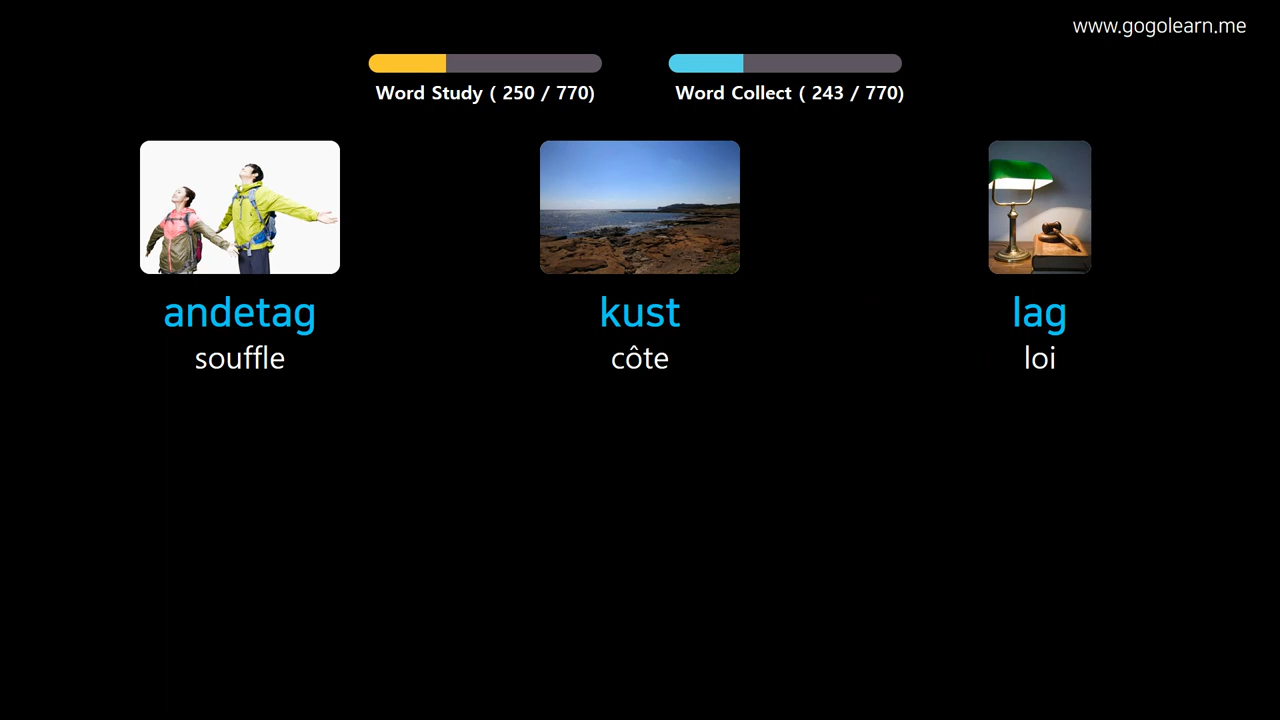 www.gogolearn.me
Word Study ( 250 / 770)
Word Collect ( 243 / 770)
andetag
kust
lag
souffle
côte
loi